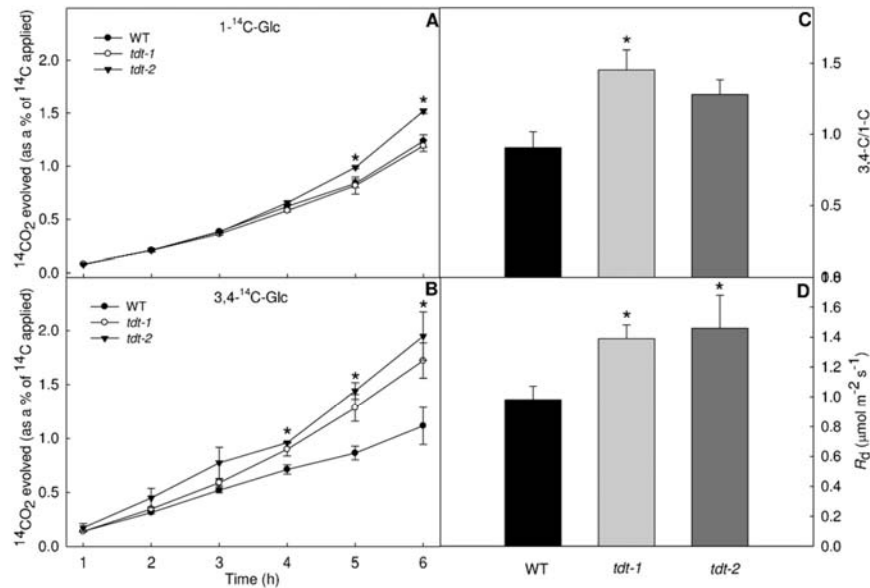 A
1-¹⁴C-Glc
WT
tdt-1
tdt-2
2.0
1.5
1.0
0.5
0.0
¹⁴CO₂ evolved (as a % of ¹⁴C applied)
*
*
C
*
1.5
1.0
0.5
3,4-C/1-C
B
3,4-¹⁴C-Glc
WT
tdt-1
tdt-2
2.0
1.5
1.0
0.5
0.0
¹⁴CO₂ evolved (as a % of ¹⁴C applied)
*
*
*
1 2 3 4 5 6
Time (h)
D
*
*
1.6
1.4
1.2
1.0
0.8
0.6
0.4
0.2
0.0
Rd (μmol m⁻² s⁻¹)
WT tdt-1 tdt-2